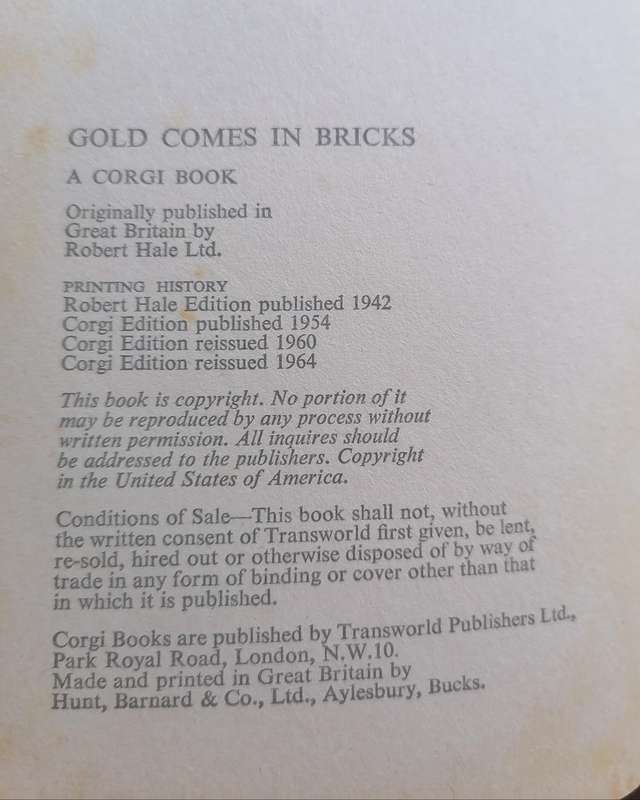 GOLD COMES IN BRICKS
A CORGI BOOK
Originally published in
Great Britain by
Robert Hale Ltd.
PRINTING HISTORY
Robert Hale Edition published 1942
Corgi Edition published 1954
Corgi Edition reissued 1960
Corgi Edition reissued 1964
This book is copyright. No portion of it
may be reproduced by any process without
written permission. All inquires should
be addressed to the publishers. Copyright
in the United States of America.
Conditions of Sale—This book shall not, without
the written consent of Transworld first given, be lent,
re-sold, hired out or otherwise disposed of by way of
trade in any form of binding or cover other than that
in which it is published.
Corgi Books are published by Transworld Publishers Ltd.,
Park Royal Road, London, N.W.10.
Made and printed in Great Britain by
Hunt, Barnard & Co., Ltd., Aylesbury, Bucks.